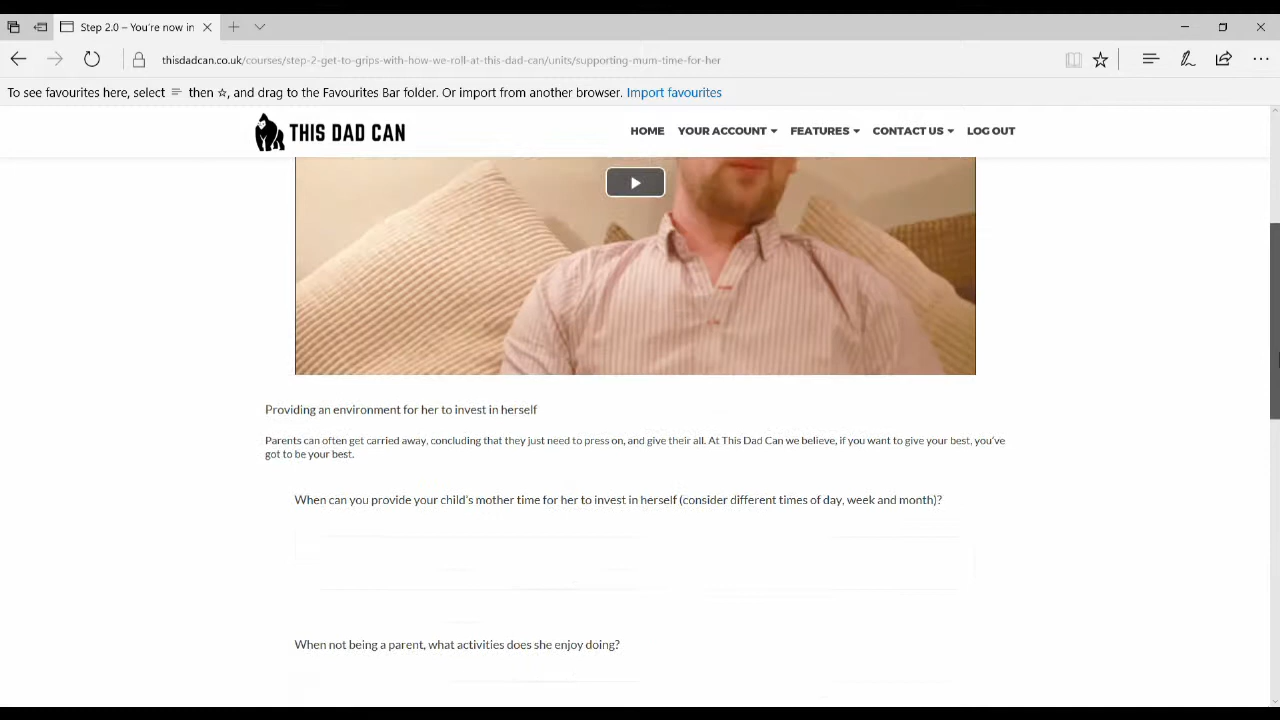 Step 2.0 – You're now in
thisdadcan.co.uk/courses/step-2-get-to-grips-with-how-we-roll-at-this-dad-can/units/supporting-mum-time-for-her
To see favourites here, select then ☆, and drag to the Favourites Bar folder. Or import from another browser. Import favourites
THIS DAD CAN HOME YOUR ACCOUNT FEATURES CONTACT US LOG OUT
Providing an environment for her to invest in herself
Parents can often get carried away, concluding that they just need to press on, and give their all. At This Dad Can we believe, if you want to give your best, you've
got to be your best.
When can you provide your child's mother time for her to invest in herself (consider different times of day, week and month)?
When not being a parent, what activities does she enjoy doing?